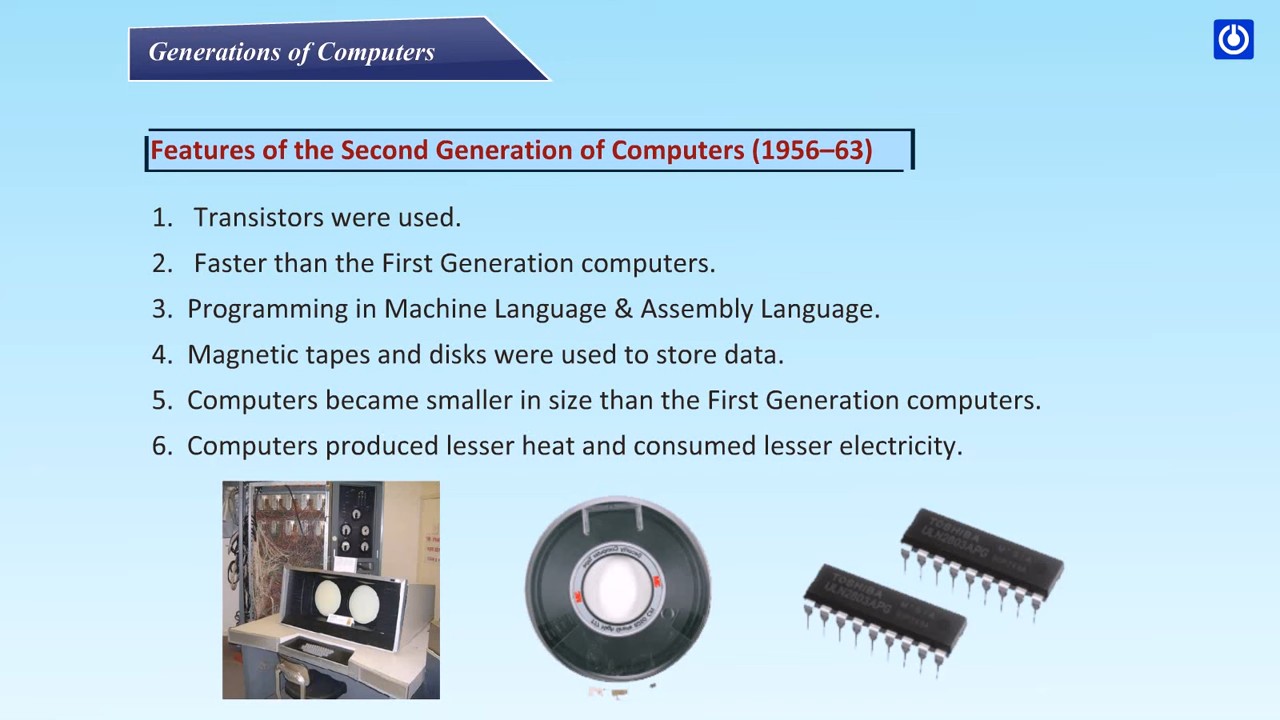 Generations of Computers
Features of the Second Generation of Computers (1956–63)
1. Transistors were used.
2. Faster than the First Generation computers.
3. Programming in Machine Language & Assembly Language.
4. Magnetic tapes and disks were used to store data.
5. Computers became smaller in size than the First Generation computers.
6. Computers produced lesser heat and consumed lesser electricity.
TOSHIBA
ULN2803APG
TOSHIBA
ULN2803APG